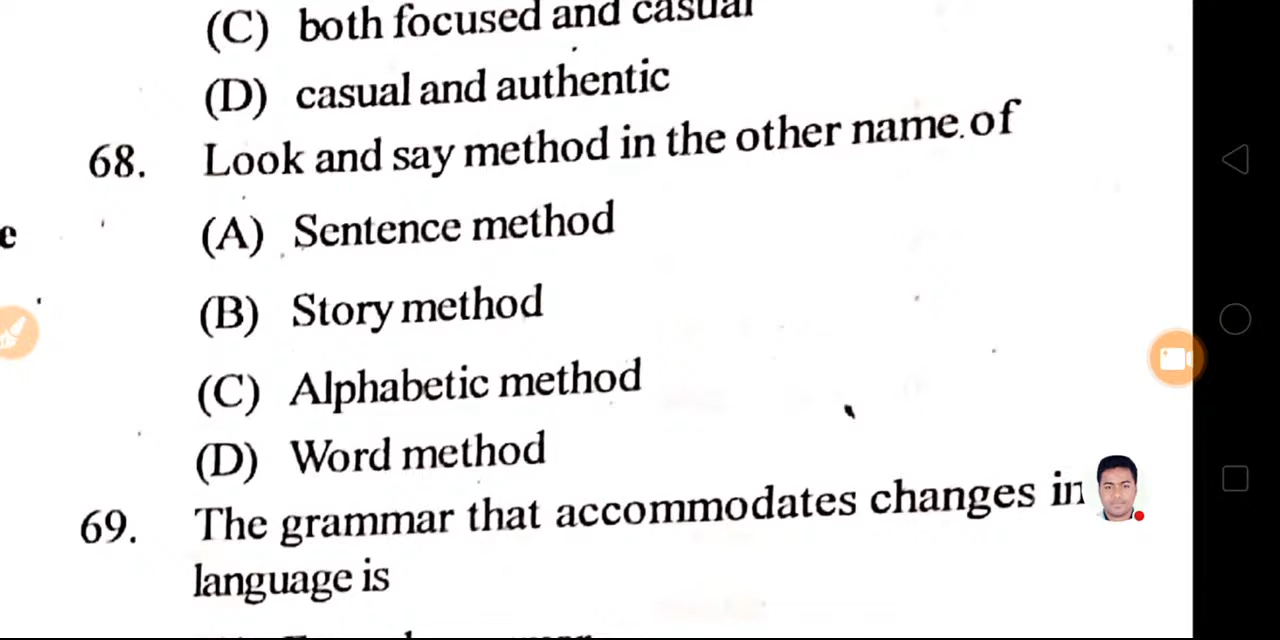 (C) both focused and casual
(D) casual and authentic
68. Look and say method in the other name of
e
(A) Sentence method
(B) Story method
(C) Alphabetic method
(D) Word method
69. The grammar that accommodates changes in
language is